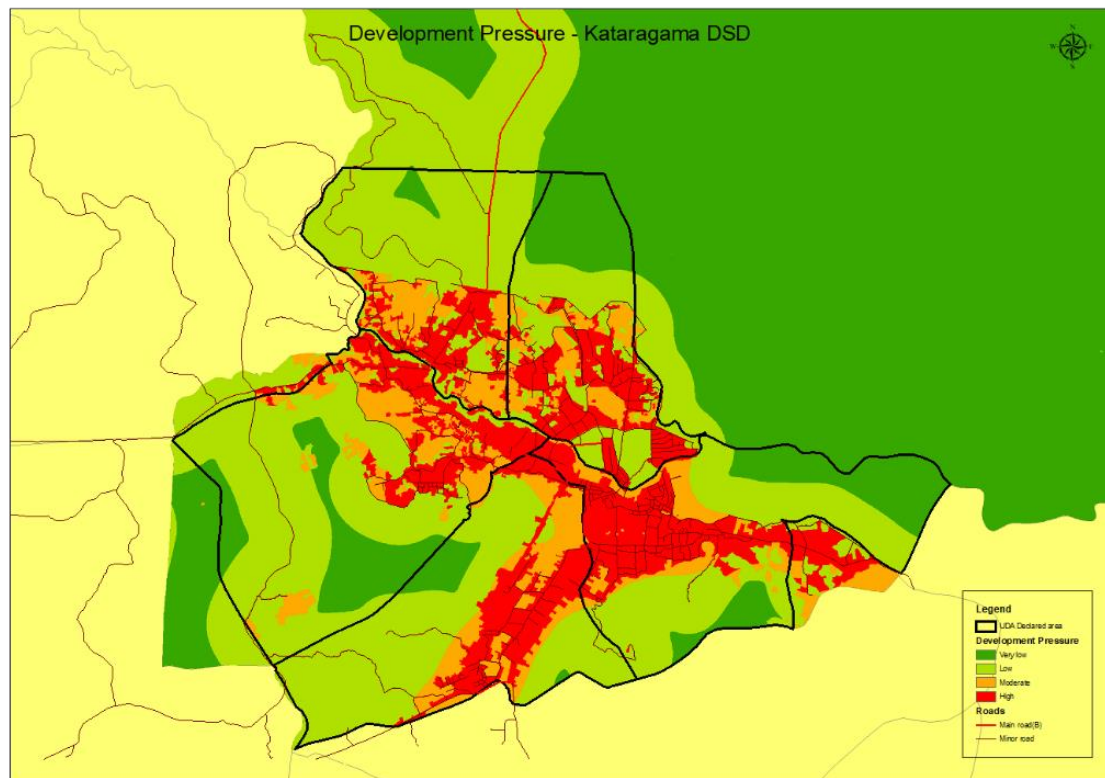 Development Pressure - Kataragama DSD
N
W E
S
Legend
UDA Declared area
Development Pressure
Very low
Low
Moderate
High
Roads
Main road(B)
Minor road